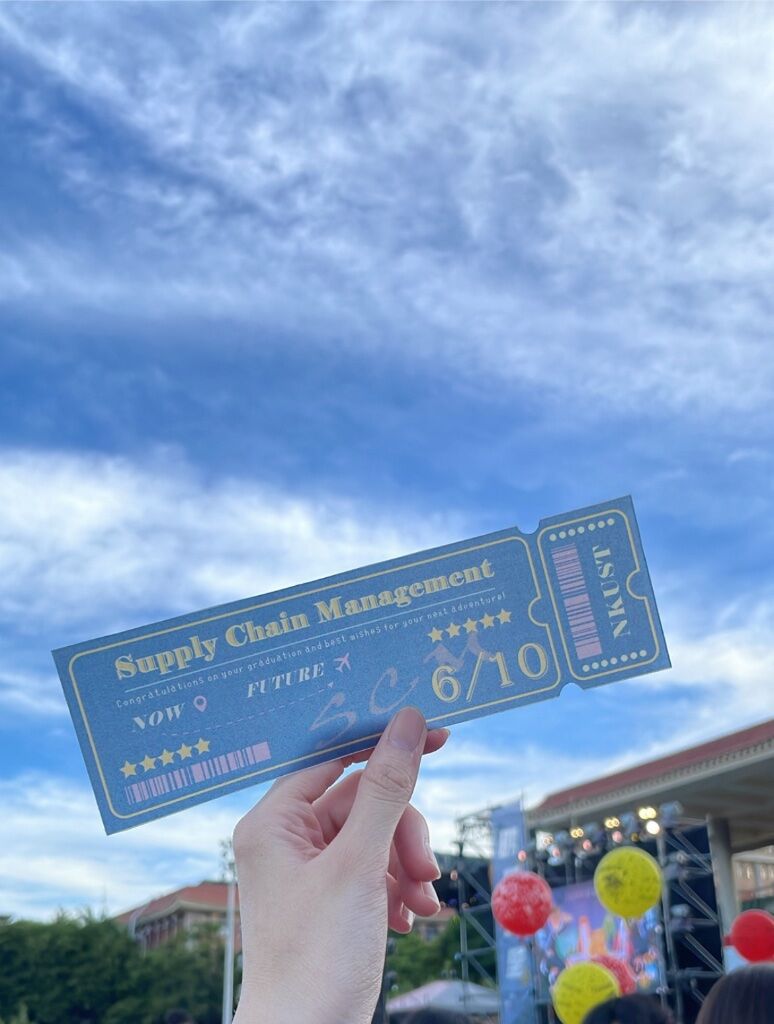 Supply Chain Management
Congratulations on your graduation and best wishes for your next adventure!
NOW
FUTURE
SCM
6/10
NKUST